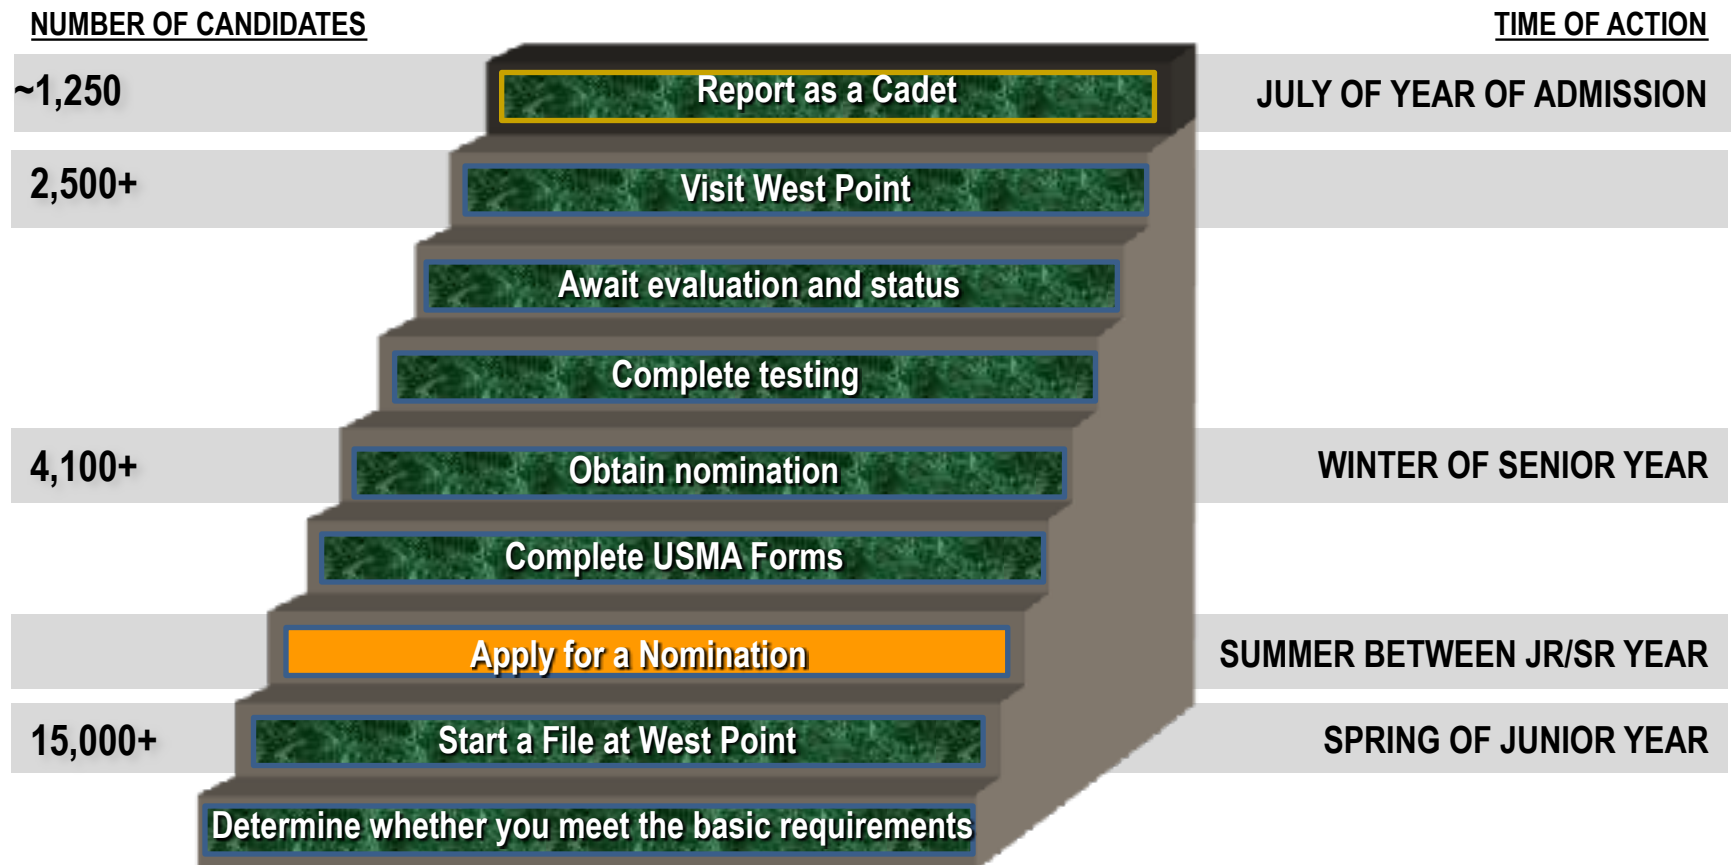 NUMBER OF CANDIDATES
TIME OF ACTION
~1,250
Report as a Cadet
JULY OF YEAR OF ADMISSION
2,500+
Visit West Point
Await evaluation and status
Complete testing
4,100+
Obtain nomination
WINTER OF SENIOR YEAR
Complete USMA Forms
Apply for a Nomination
SUMMER BETWEEN JR/SR YEAR
15,000+
Start a File at West Point
SPRING OF JUNIOR YEAR
Determine whether you meet the basic requirements